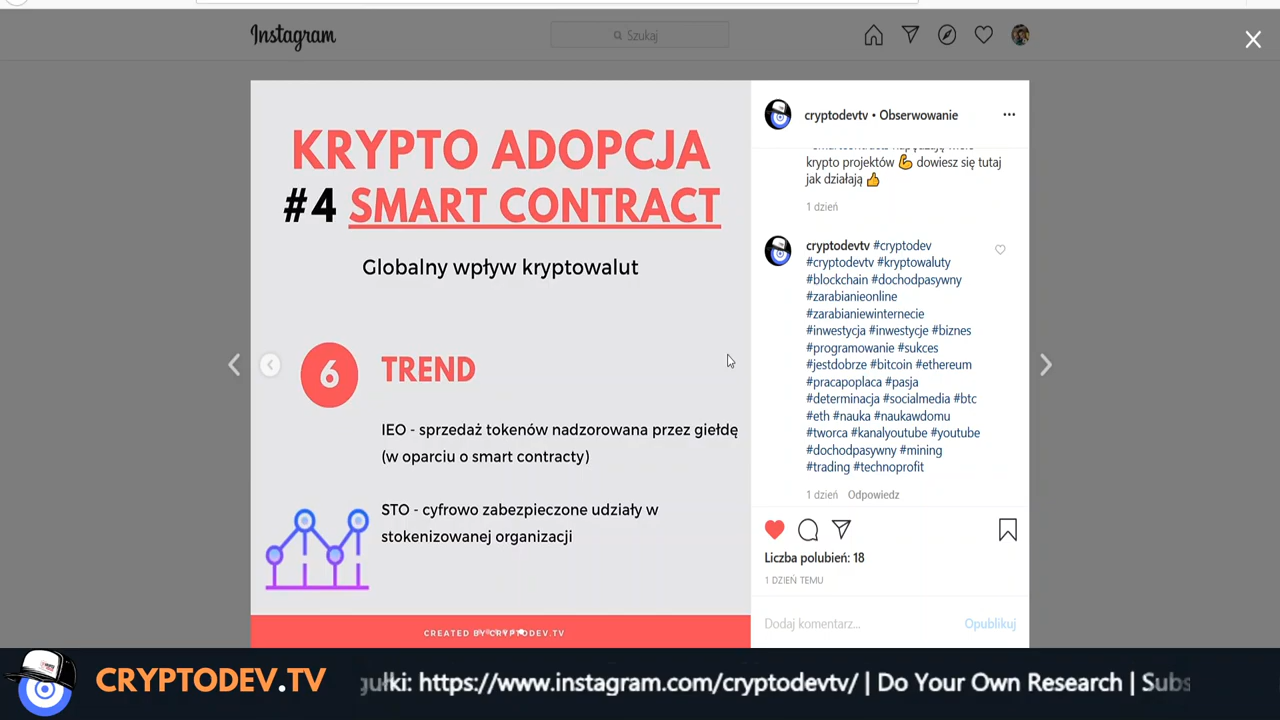 Instagram
Szukaj
KRYPTO ADOPCJA
#4 SMART CONTRACT
Globalny wpływ kryptowalut
6 TREND
IEO - sprzedaż tokenów nadzorowana przez giełdę
(w oparciu o smart contracty)
STO - cyfrowo zabezpieczone udziały w
stokenizowanej organizacji
CREATED BY CRYPTODEV.TV
cryptodevtv • Obserwowanie
krypto projektów 💪 dowiesz się tutaj
jak działają 👍
1 dzień
cryptodevtv #cryptodev
#cryptodevtv #kryptowaluty
#blockchain #dochodpasywny
#zarabianieonline
#zarabianiewinternecie
#inwestycja #inwestycje #biznes
#programowanie #sukces
#jestdobrze #bitcoin #ethereum
#pracapoplaca #pasja
#determinacja #socialmedia #btc
#eth #nauka #naukawdomu
#tworca #kanalyoutube #youtube
#dochodpasywny #mining
#trading #technoprofit
1 dzień Odpowiedz
Liczba polubień: 18
1 DZIEŃ TEMU
Dodaj komentarz... Opublikuj
CRYPTODEV.TV
https://www.instagram.com/cryptodevtv/ | Do Your Own Research |